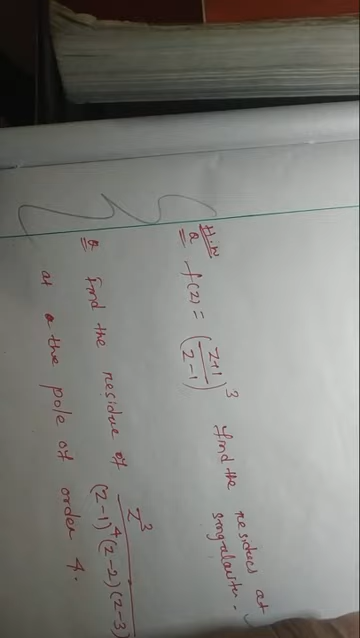 H.W
Q f(z) = ((z+1)/(z-1))^3 find the residues at
singularity.
Q find the residue of z^3/((z-1)^4(z-2)(z-3))
at the pole of order 4.